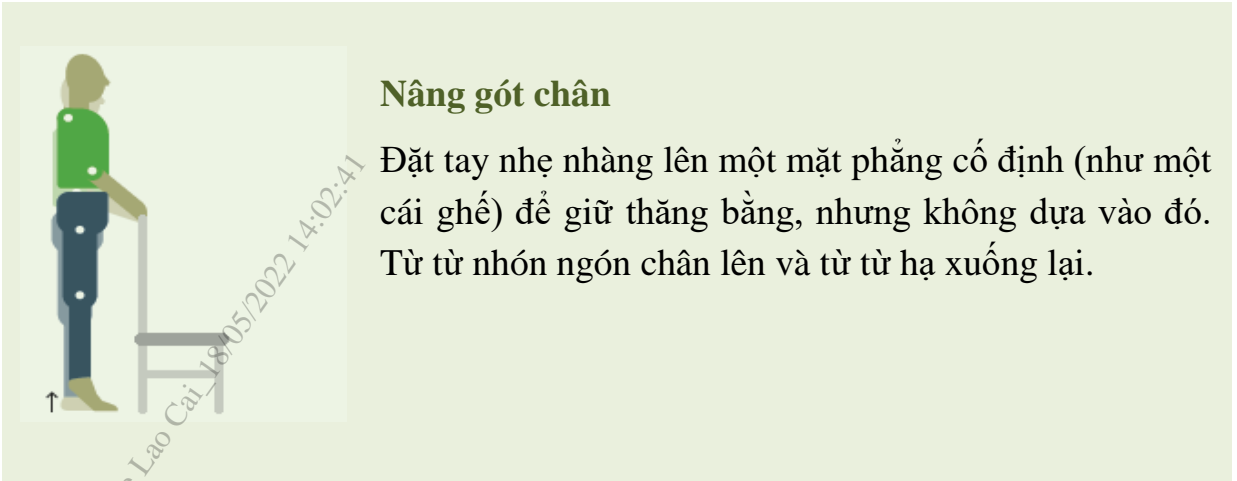 Nâng gót chân
Đặt tay nhẹ nhàng lên một mặt phẳng cố định (như một
cái ghế) để giữ thăng bằng, nhưng không dựa vào đó.
Từ từ nhón ngón chân lên và từ từ hạ xuống lại.
Lao Cai_18/05/2022 14:02:41